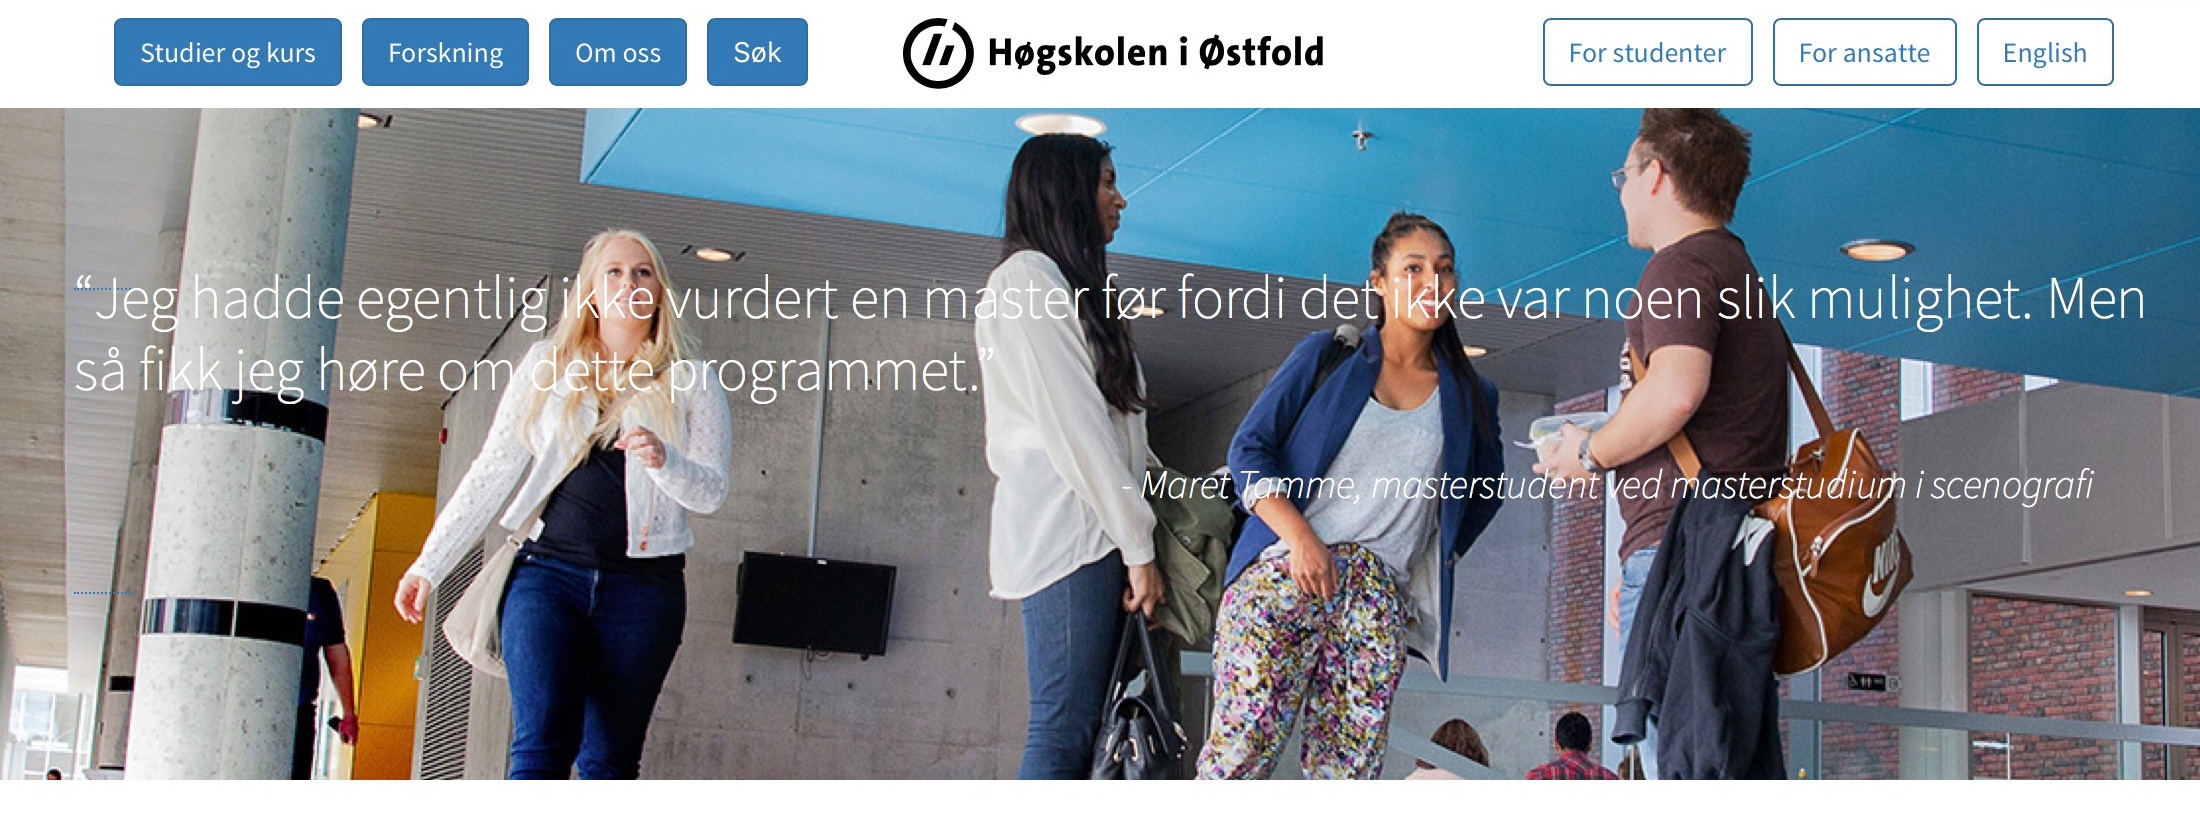 Studier og kurs
Forskning
Om oss
Søk
Høgskolen i Østfold
For studenter
For ansatte
English
“Jeg hadde egentlig ikke vurdert en master før fordi det ikke var noen slik mulighet. Men
så fikk jeg høre om dette programmet.”
- Maret Tamme, masterstudent ved masterstudium i scenografi
NIKE